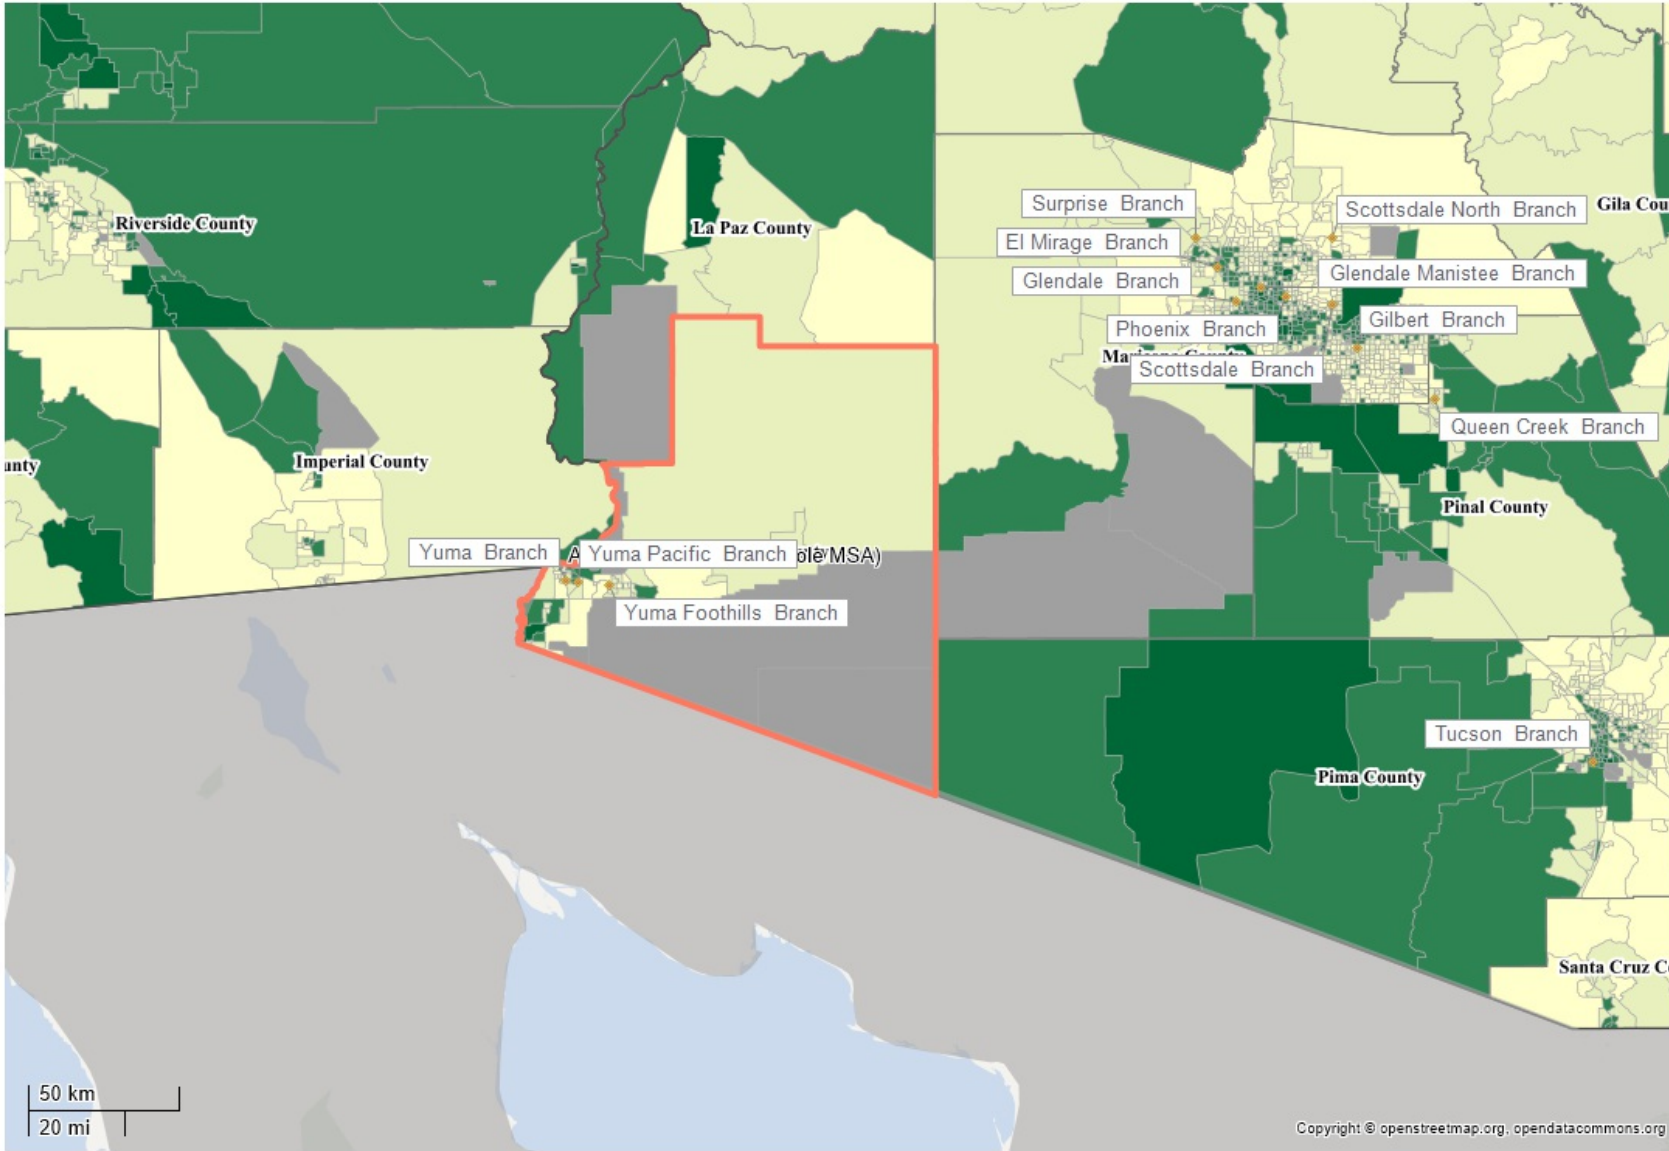 Surprise Branch
Scottsdale North Branch
Gila Cou
Riverside County
La Paz County
El Mirage Branch
Glendale Manistee Branch
Glendale Branch
Gilbert Branch
Phoenix Branch
Scottsdale Branch
Queen Creek Branch
unty
Imperial County
Pinal County
Yuma Branch
A
Yuma Pacific Branch
MSA)
Yuma Foothills Branch
Tucson Branch
Pima County
Santa Cruz C
50 km
20 mi
Copyright © openstreetmap.org, opendatacommons.org